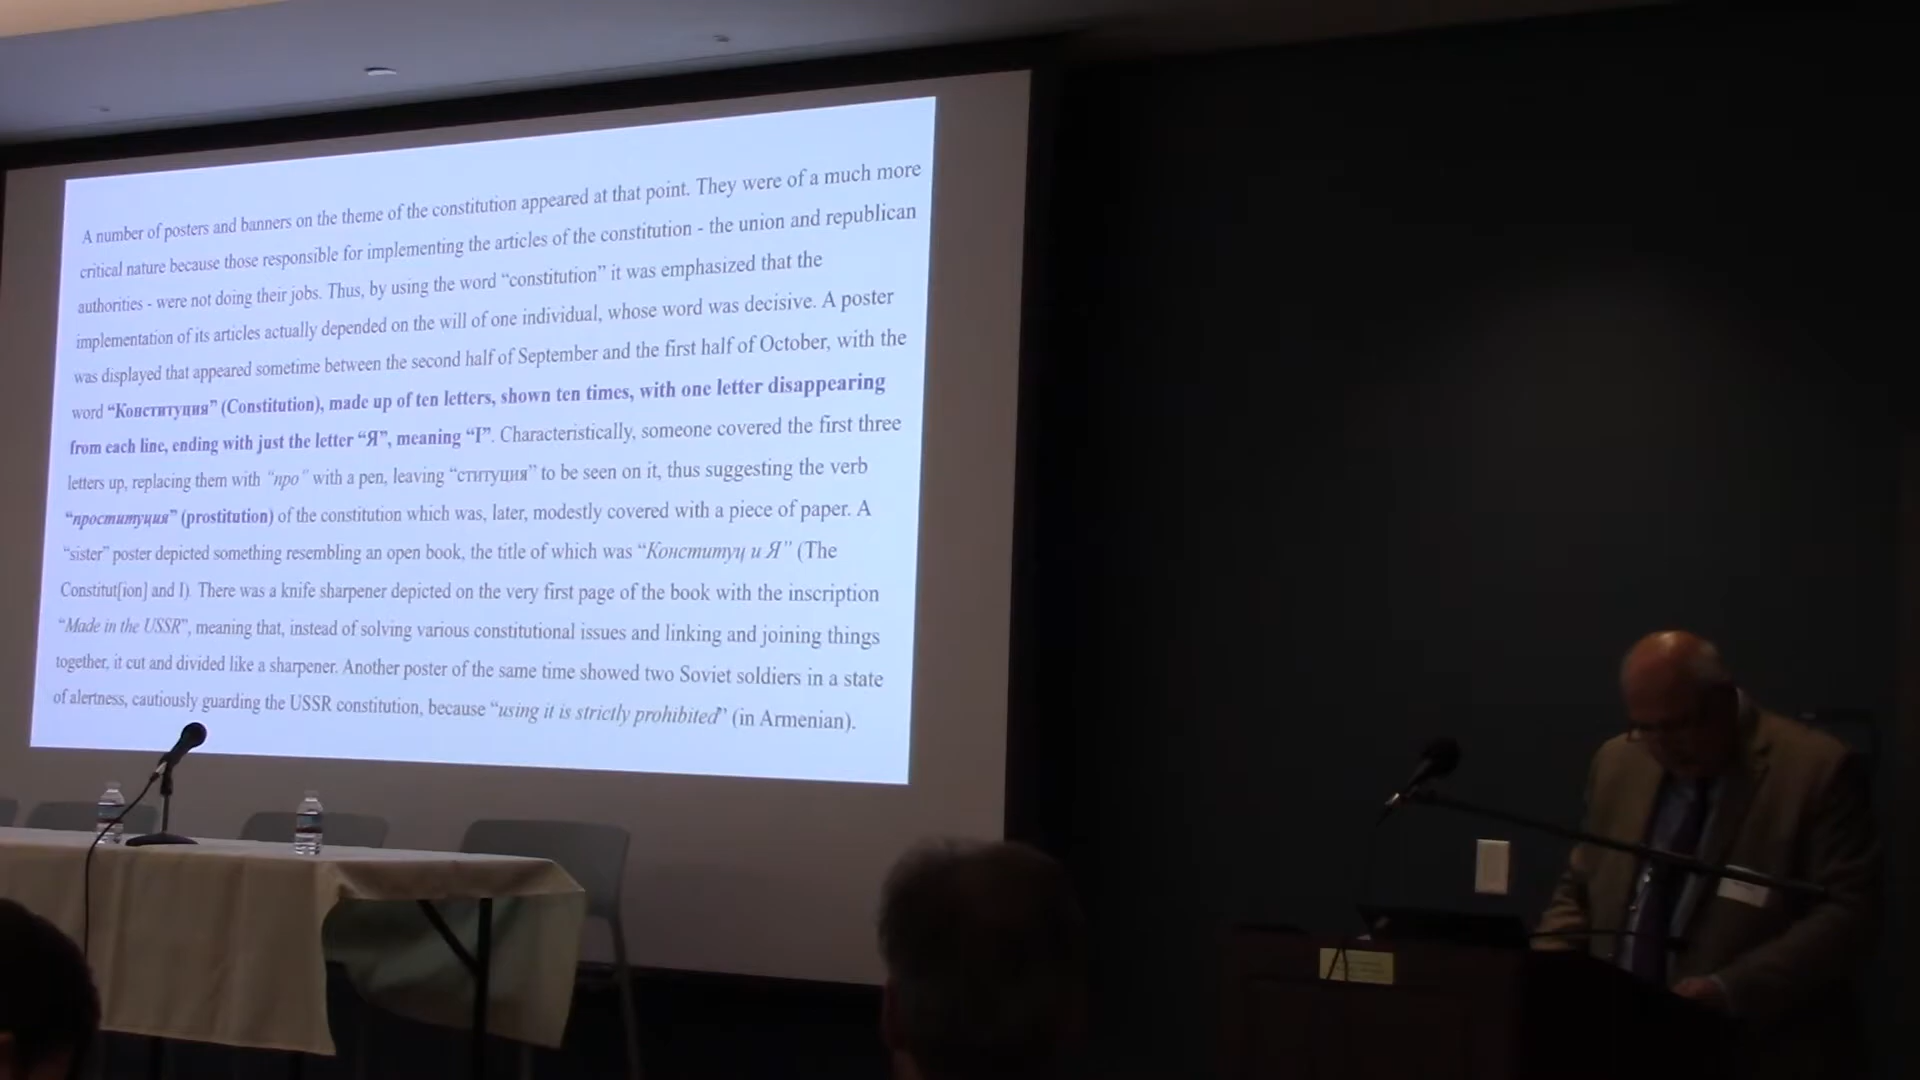 A number of posters and banners on the theme of the constitution appeared at that point. They were of a much more
critical nature because those responsible for implementing the articles of the constitution - the union and republican
authorities - were not doing their jobs. Thus, by using the word “constitution” it was emphasized that the
implementation of its articles actually depended on the will of one individual, whose word was decisive. A poster
was displayed that appeared sometime between the second half of September and the first half of October, with the
word “Конституция” (Constitution), made up of ten letters, shown ten times, with one letter disappearing
from each line, ending with just the letter “Я”, meaning “I”. Characteristically, someone covered the first three
letters up, replacing them with “про” with a pen, leaving “ституция” to be seen on it, thus suggesting the verb
“проституция” (prostitution) of the constitution which was, later, modestly covered with a piece of paper. A
“sister” poster depicted something resembling an open book, the title of which was “Конституц и Я” (The
Constitut[ion] and I). There was a knife sharpener depicted on the very first page of the book with the inscription
“Made in the USSR”, meaning that, instead of solving various constitutional issues and linking and joining things
together, it cut and divided like a sharpener. Another poster of the same time showed two Soviet soldiers in a state
of alertness, cautiously guarding the USSR constitution, because “using it is strictly prohibited” (in Armenian).